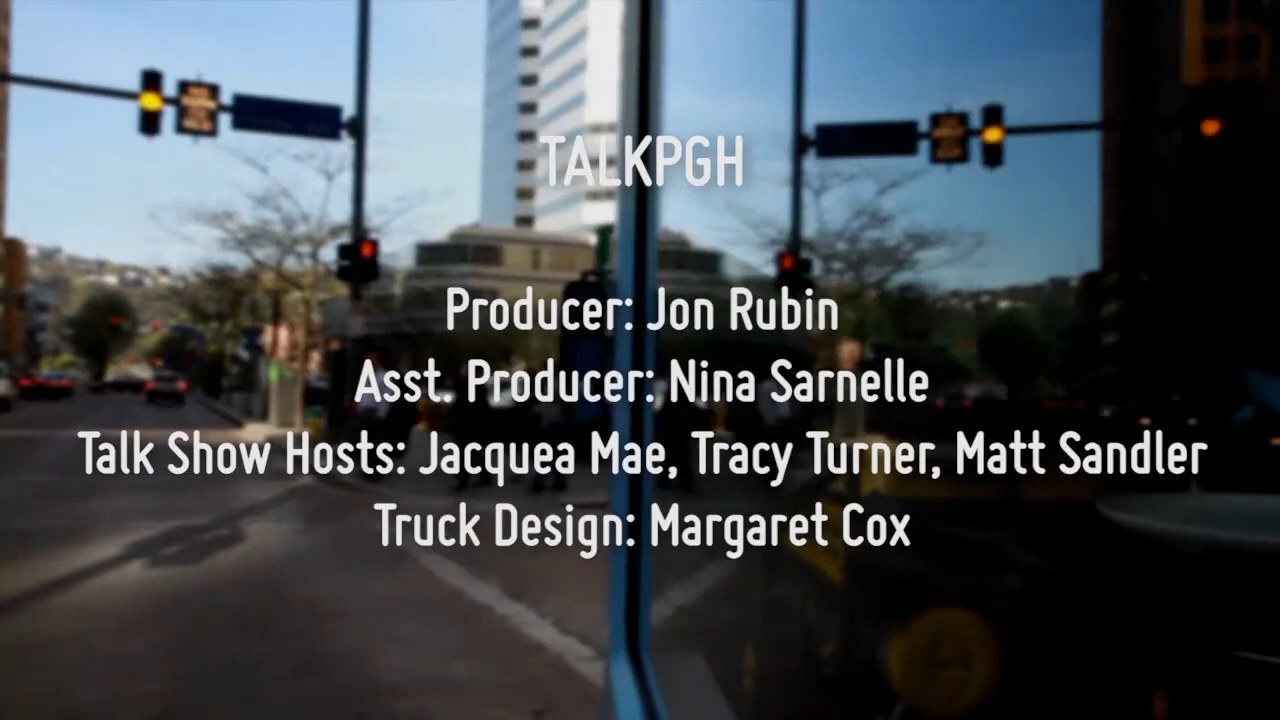 TALKPGH
Producer: Jon Rubin
Asst. Producer: Nina Sarnelle
Talk Show Hosts: Jacquea Mae, Tracy Turner, Matt Sandler
Truck Design: Margaret Cox